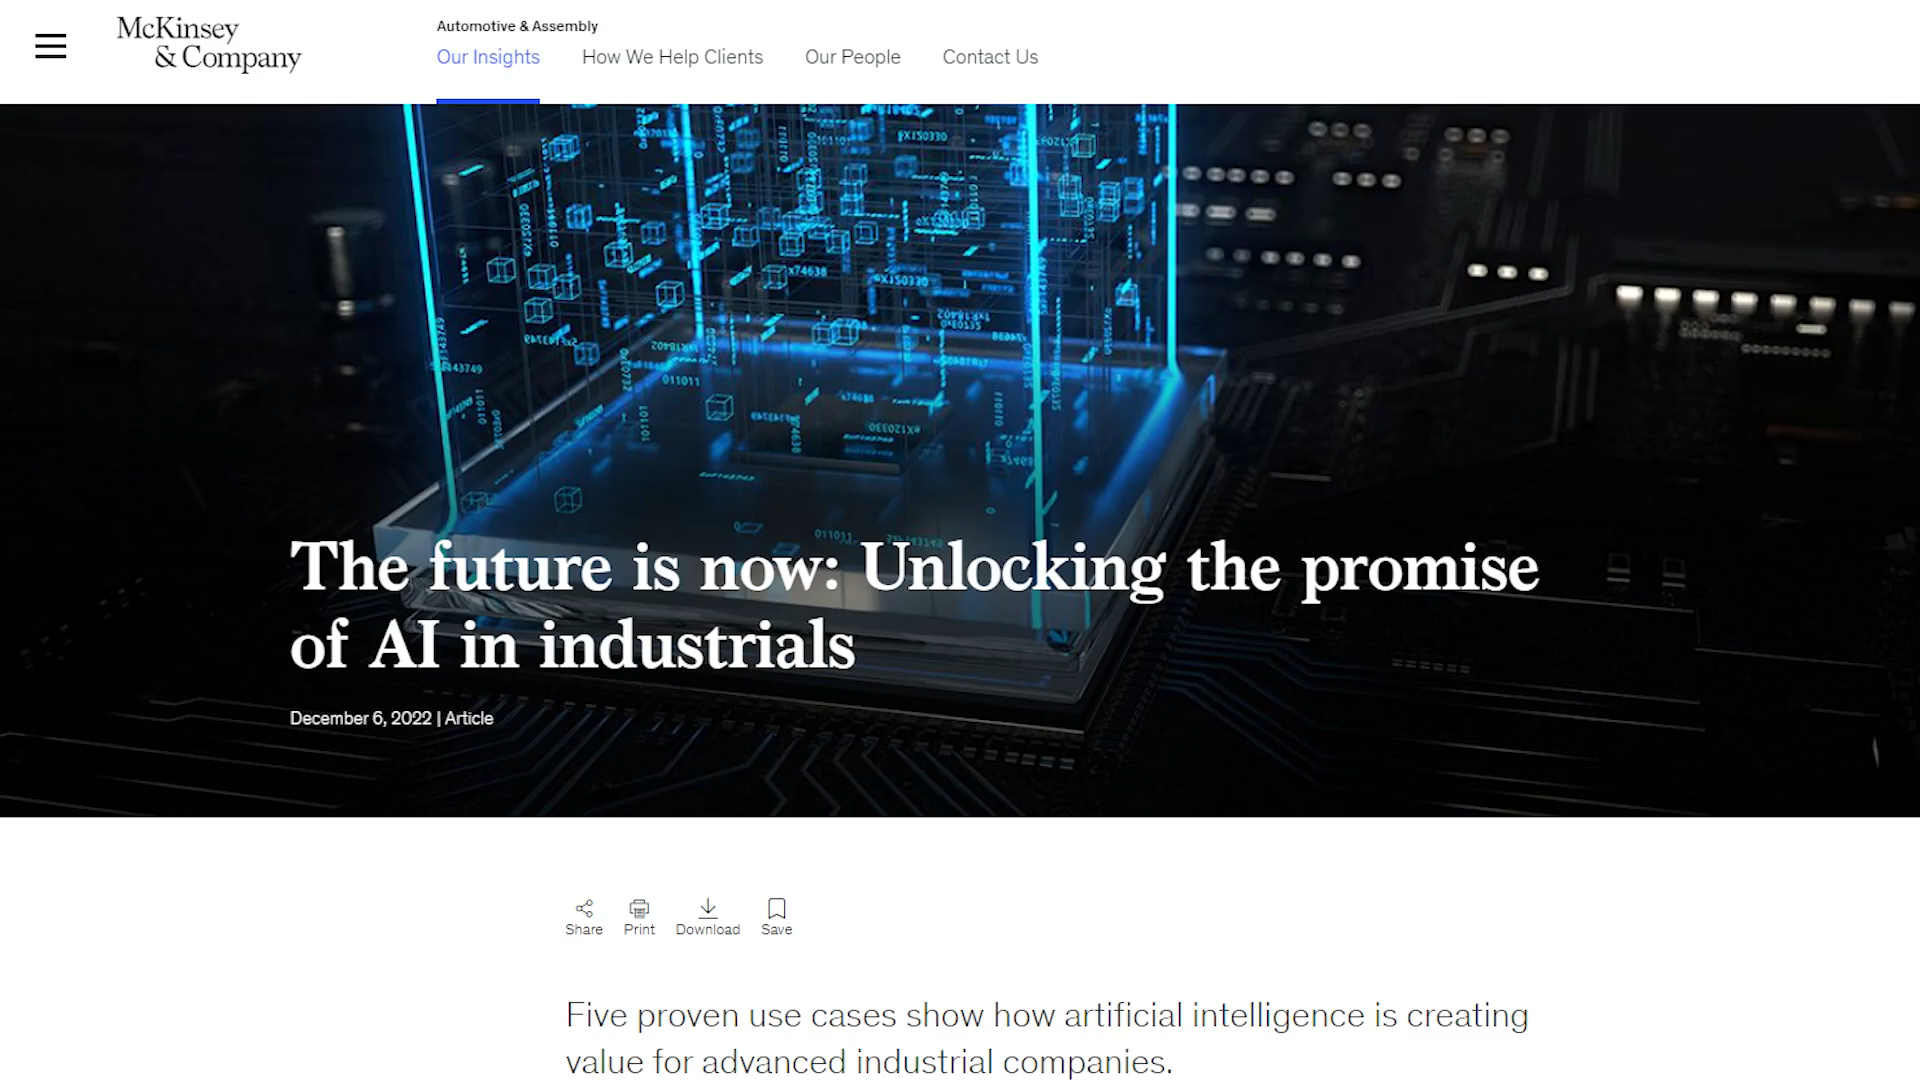 McKinsey
& Company
Automotive & Assembly
Our Insights
How We Help Clients
Our People
Contact Us
The future is now: Unlocking the promise
of AI in industrials
December 6, 2022 | Article
Share
Print
Download
Save
Five proven use cases show how artificial intelligence is creating
value for advanced industrial companies.